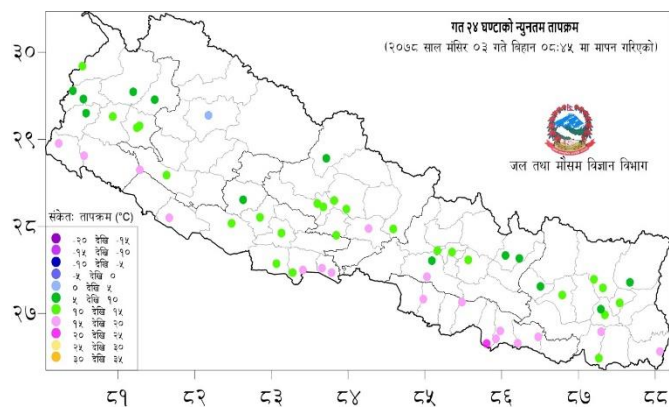 गत २४ घण्टाको न्युनतम तापक्रम
(२०७८ साल मंसिर ०३ गते बिहान ०८:४५ मा मापन गरिएको)
जल तथा मौसम विज्ञान विभाग
३०
२९
२८
२७
संकेत: तापक्रम (°C)
-२० देखि -१५
-१५ देखि -१०
-१० देखि -५
-५ देखि ०
० देखि ५
५ देखि १०
१० देखि १५
१५ देखि २०
२० देखि २५
२५ देखि ३०
३० देखि ३५
८१ ८२ ८३ ८४ ८५ ८६ ८७ ८८